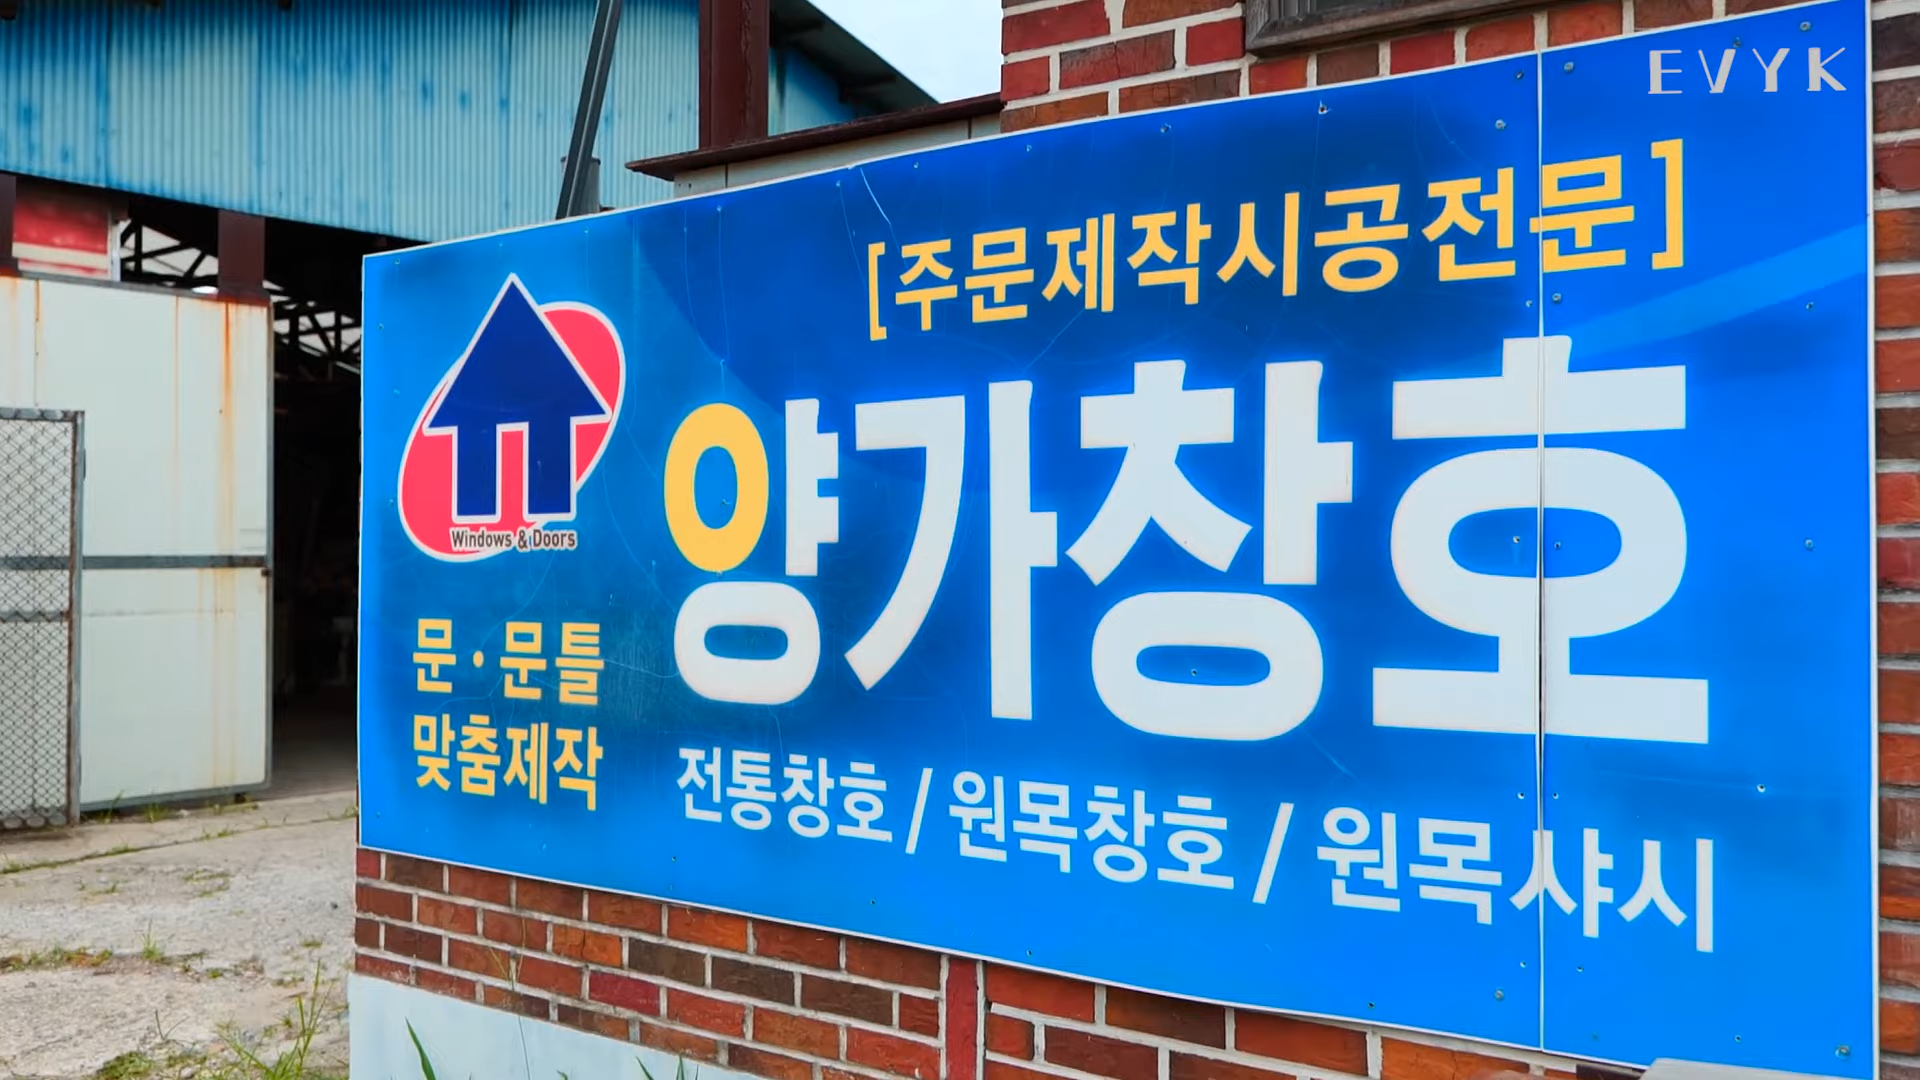 EVYK
[주문제작시공전문]
양가창호
Windows & Doors
문·문틀
맞춤제작
전통창호/원목창호/원목샤시